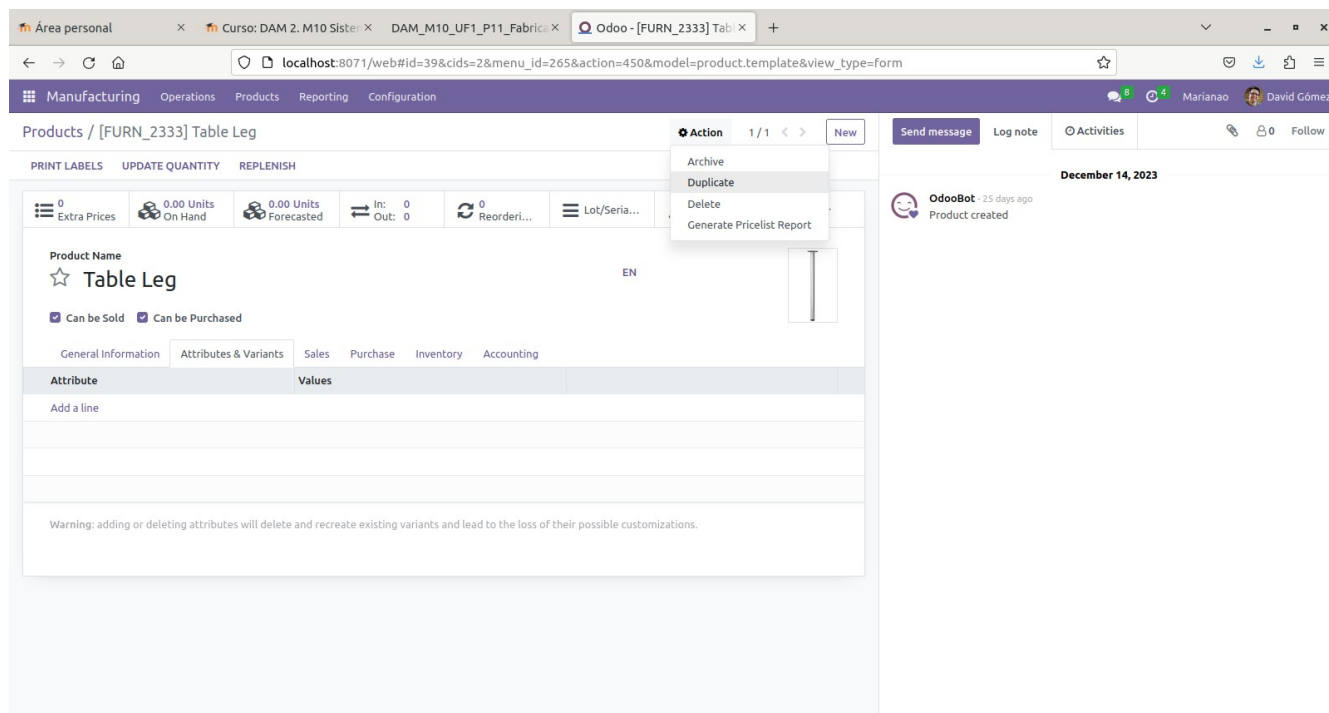 Área personal
Curso: DAM 2. M10 Sister
DAM_M10_UF1_P11_Fabrica
Odoo - [FURN_2333] Tabl
localhost:8071/web#id=39&cids=2&menu_id=265&action=450&model=product.template&view_type=form
Manufacturing Operations Products Reporting Configuration 8 4 Marianao David Gómez
Products / [FURN_2333] Table Leg
Action 1 / 1 New
Send message Log note Activities 0 Follow
PRINT LABELS UPDATE QUANTITY REPLENISH
Archive
Duplicate
Delete
Generate Pricelist Report
December 14, 2023
0 Extra Prices
0.00 Units On Hand
0.00 Units Forecasted
In: 0
Out: 0
0 Reorderi...
Lot/Seria...
OdooBot - 25 days ago
Product created
Product Name
Table Leg
EN
Can be Sold Can be Purchased
General Information Attributes & Variants Sales Purchase Inventory Accounting
Attribute Values
Add a line
Warning: adding or deleting attributes will delete and recreate existing variants and lead to the loss of their possible customizations.